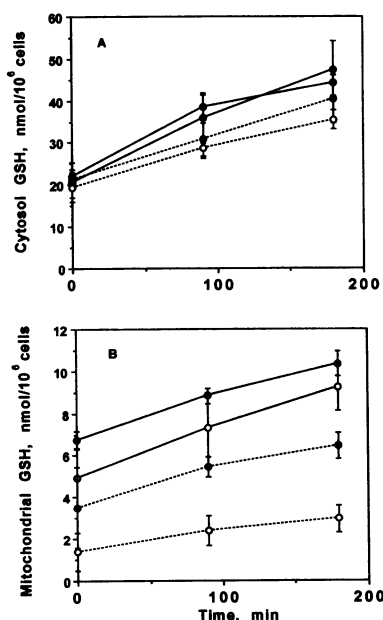 60
A
50
40
30
20
10
0
Cytosol GSH, nmol/10⁶ cells
0 100 200
12
B
10
8
6
4
2
0
Mitochondrial GSH, nmol/10⁶ cells
0 100 200
Time, min